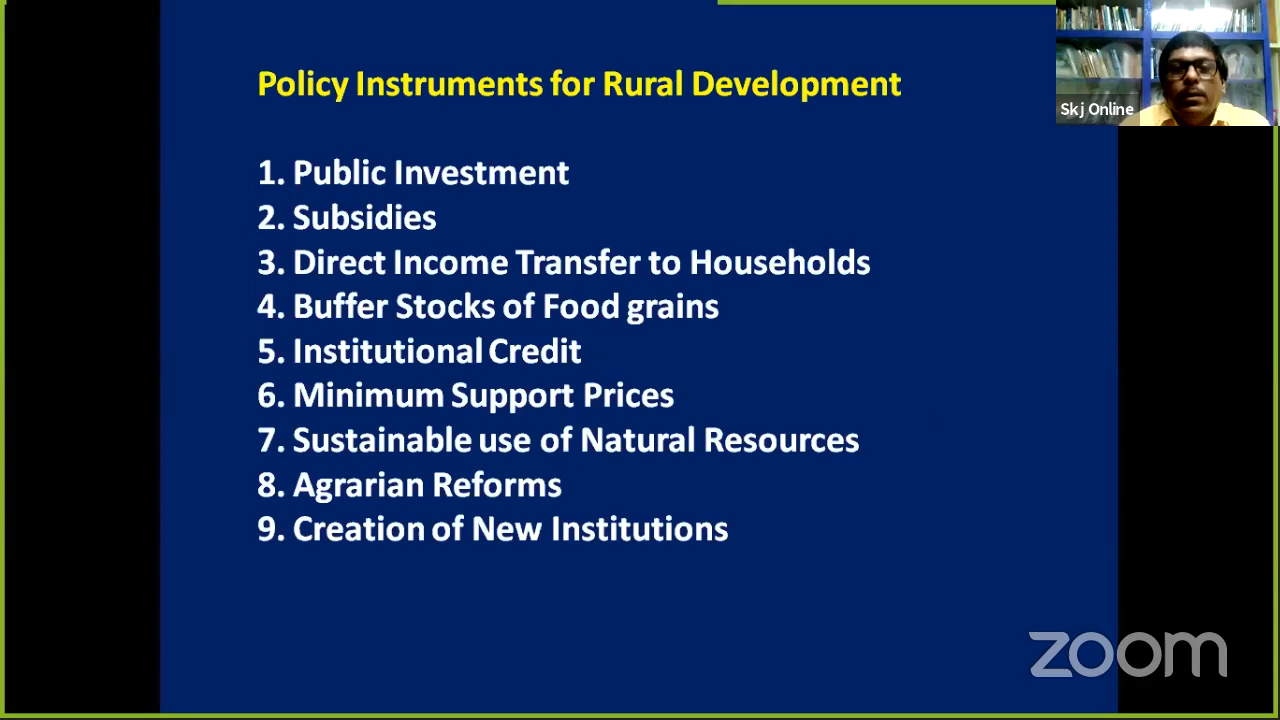 Policy Instruments for Rural Development
Skj Online
1. Public Investment
2. Subsidies
3. Direct Income Transfer to Households
4. Buffer Stocks of Food grains
5. Institutional Credit
6. Minimum Support Prices
7. Sustainable use of Natural Resources
8. Agrarian Reforms
9. Creation of New Institutions
zoom